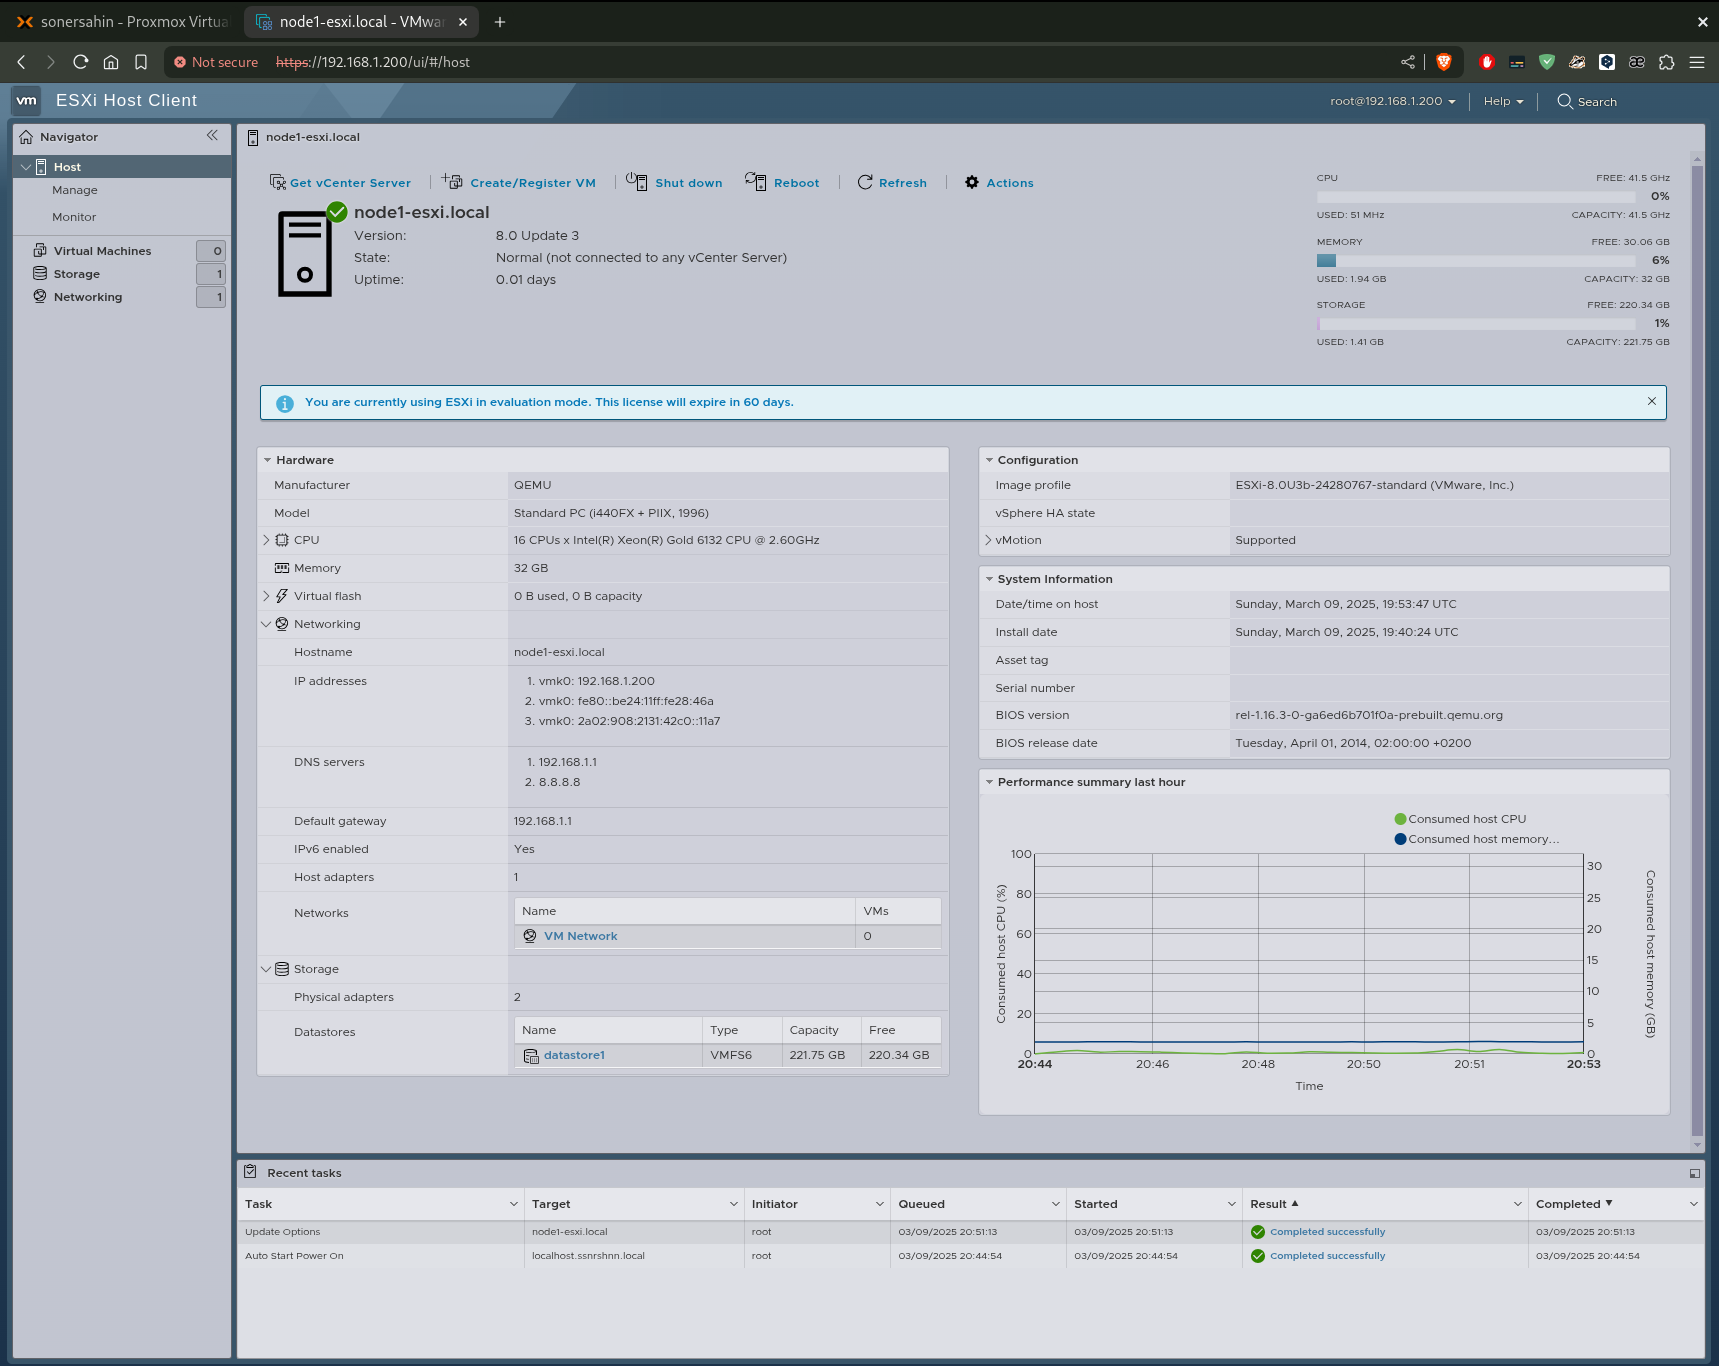 sonersahin - Proxmox Virtua
node1-esxi.local - VMwar
Not secure https://192.168.1.200/ui/#/host
vm ESXi Host Client
root@192.168.1.200 Help Search
Navigator
Host
Manage
Monitor
Virtual Machines 0
Storage 1
Networking 1
node1-esxi.local
Get vCenter Server Create/Register VM Shut down Reboot Refresh Actions
node1-esxi.local
Version: 8.0 Update 3
State: Normal (not connected to any vCenter Server)
Uptime: 0.01 days
CPU FREE: 41.5 GHz
0%
USED: 51 MHz CAPACITY: 41.5 GHz
MEMORY FREE: 30.06 GB
6%
USED: 1.94 GB CAPACITY: 32 GB
STORAGE FREE: 220.34 GB
1%
USED: 1.41 GB CAPACITY: 221.75 GB
You are currently using ESXi in evaluation mode. This license will expire in 60 days.
Hardware
Manufacturer QEMU
Model Standard PC (i440FX + PIIX, 1996)
CPU 16 CPUs x Intel(R) Xeon(R) Gold 6132 CPU @ 2.60GHz
Memory 32 GB
Virtual flash 0 B used, 0 B capacity
Networking
Hostname node1-esxi.local
IP addresses 1. vmk0: 192.168.1.200
2. vmk0: fe80::be24:11ff:fe28:46a
3. vmk0: 2a02:908:2131:42c0::11a7
DNS servers 1. 192.168.1.1
2. 8.8.8.8
Default gateway 192.168.1.1
IPv6 enabled Yes
Host adapters 1
Networks Name VMs
VM Network 0
Storage
Physical adapters 2
Datastores Name Type Capacity Free
datastore1 VMFS6 221.75 GB 220.34 GB
Configuration
Image profile ESXi-8.0U3b-24280767-standard (VMware, Inc.)
vSphere HA state
vMotion Supported
System Information
Date/time on host Sunday, March 09, 2025, 19:53:47 UTC
Install date Sunday, March 09, 2025, 19:40:24 UTC
Asset tag
Serial number
BIOS version rel-1.16.3-0-ga6ed6b701f0a-prebuilt.qemu.org
BIOS release date Tuesday, April 01, 2014, 02:00:00 +0200
Performance summary last hour
Consumed host CPU
Consumed host memory...
Consumed host CPU (%)
100
80
60
40
20
0
30
25
20
15
10
5
0
Consumed host memory (GB)
20:44 20:46 20:48 20:50 20:51 20:53
Time
Recent tasks
Task Target Initiator Queued Started Result Completed
Update Options node1-esxi.local root 03/09/2025 20:51:13 03/09/2025 20:51:13 Completed successfully 03/09/2025 20:51:13
Auto Start Power On localhost.ssnrshnn.local root 03/09/2025 20:44:54 03/09/2025 20:44:54 Completed successfully 03/09/2025 20:44:54